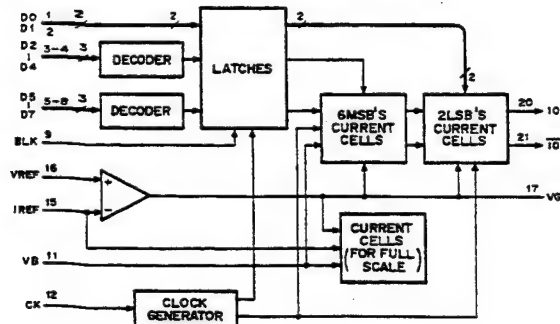 D0 1 2 2 2
D1 2
D2 3-4 3
D4
DECODER
LATCHES
2
D5 5-8 3
D7
DECODER
6MSB'S
CURRENT
CELLS
2LSB'S
CURRENT
CELLS
20 IO
21 IO
BLK 9
VREF 16
+
IREF 15
-
17 VG
CURRENT
CELLS
(FOR FULL
SCALE)
VB 11
CK 12
CLOCK
GENERATOR